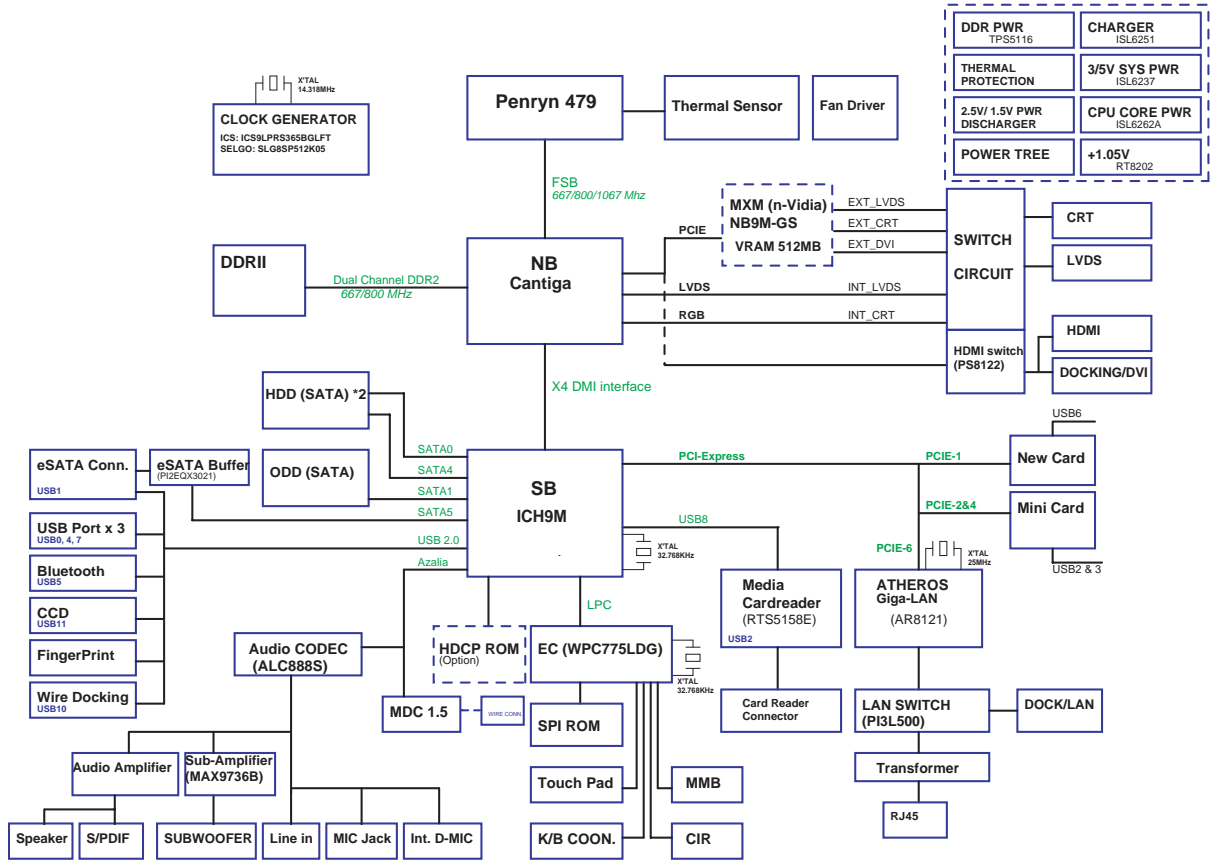 DDR PWR
TPS5116
CHARGER
ISL6251
THERMAL
PROTECTION
3/5V SYS PWR
ISL6237
2.5V/ 1.5V PWR
DISCHARGER
CPU CORE PWR
ISL6262A
POWER TREE
+1.05V
RT8202
X'TAL
14.318MHz
CLOCK GENERATOR
ICS: ICS9LPRS365BGLFT
SELGO: SLG8SP512K05
Penryn 479
Thermal Sensor
Fan Driver
FSB
667/800/1067 Mhz
MXM (n-Vidia)
NB9M-GS
VRAM 512MB
PCIE
EXT_LVDS
EXT_CRT
EXT_DVI
SWITCH
CIRCUIT
CRT
LVDS
DDRII
Dual Channel DDR2
667/800 MHz
NB
Cantiga
LVDS
INT_LVDS
RGB
INT_CRT
HDMI switch
(PS8122)
HDMI
DOCKING/DVI
X4 DMI interface
HDD (SATA) *2
ODD (SATA)
SATA0
SATA4
SATA1
SATA5
USB 2.0
Azalia
eSATA Conn.
USB1
eSATA Buffer
(PI2EQX3021)
USB Port x 3
USB0, 4, 7
Bluetooth
USB5
CCD
USB11
FingerPrint
Wire Docking
USB10
SB
ICH9M
X'TAL
32.768KHz
PCI-Express
PCIE-1
USB6
New Card
PCIE-2&4
Mini Card
USB2 & 3
USB8
PCIE-6
X'TAL
25MHz
LPC
Media
Cardreader
(RTS5158E)
USB2
ATHEROS
Giga-LAN
(AR8121)
Audio CODEC
(ALC888S)
HDCP ROM
(Option)
EC (WPC775LDG)
X'TAL
32.768KHz
MDC 1.5
WIRE CONN.
SPI ROM
Card Reader
Connector
LAN SWITCH
(PI3L500)
DOCK/LAN
Audio Amplifier
Sub-Amplifier
(MAX9736B)
Touch Pad
MMB
Transformer
Speaker
S/PDIF
SUBWOOFER
Line in
MIC Jack
Int. D-MIC
K/B COON.
CIR
RJ45